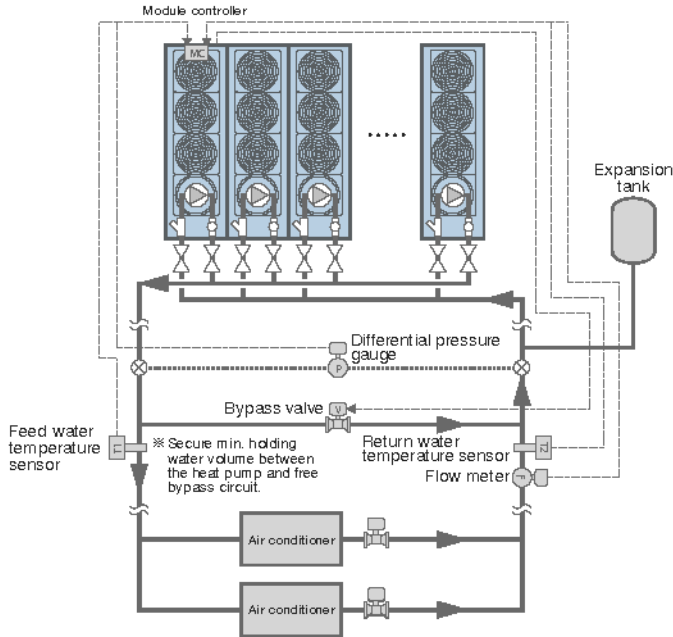 Module controller
MC
Expansion
tank
Differential pressure
gauge
P
Bypass valve
V
Feed water
temperature
sensor
T1
※ Secure min. holding
water volume between
the heat pump and free
bypass circuit.
Return water
temperature sensor
T2
Flow meter
F
Air conditioner
Air conditioner